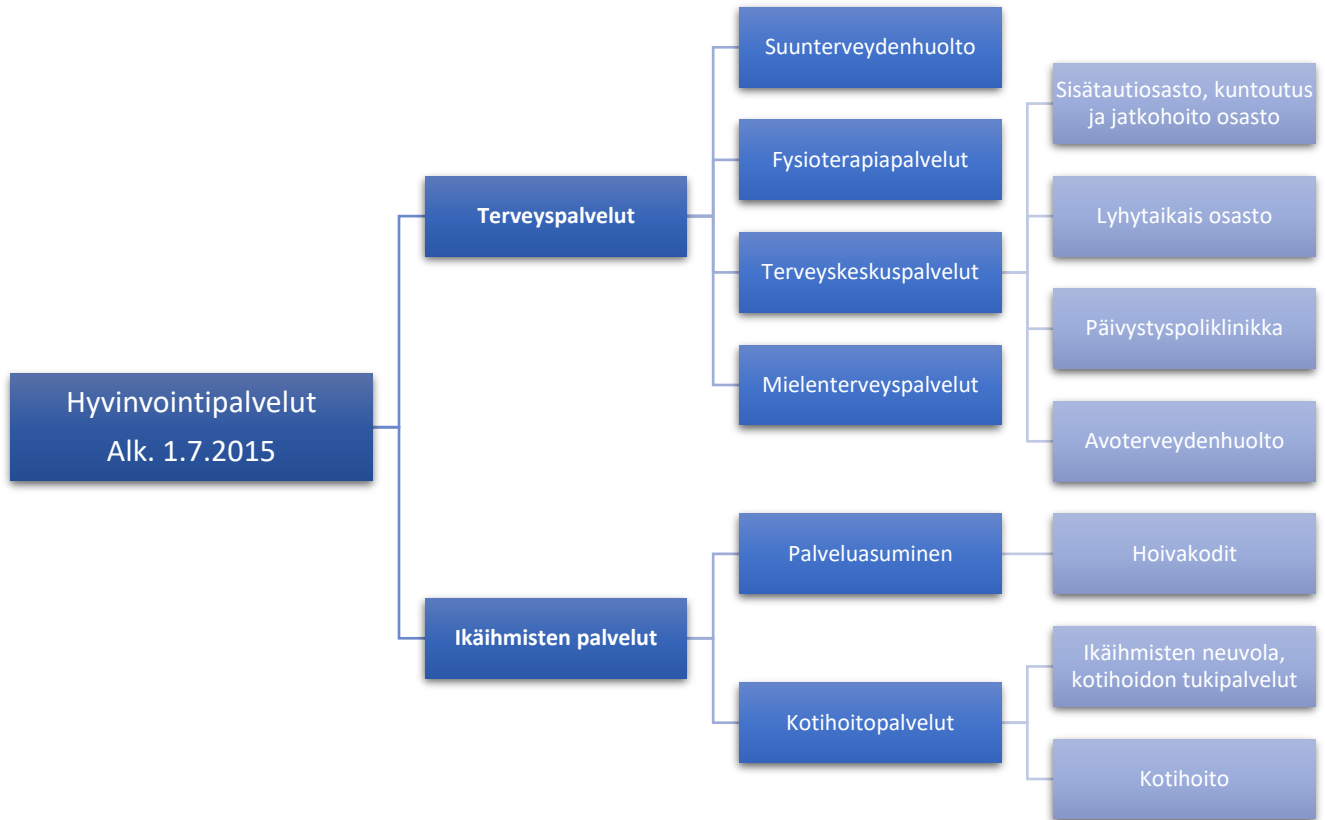 Hyvinvointipalvelut
Alk. 1.7.2015
Terveyspalvelut
Suunterveydenhuolto
Fysioterapiapalvelut
Terveyskeskuspalvelut
Sisätautiosasto, kuntoutus
ja jatkohoito osasto
Lyhytaikais osasto
Päivystyspoliklinikka
Avoterveydenhuolto
Mielenterveyspalvelut
Ikäihmisten palvelut
Palveluasuminen
Hoivakodit
Kotihoitopalvelut
Ikäihmisten neuvola,
kotihoidon tukipalvelut
Kotihoito